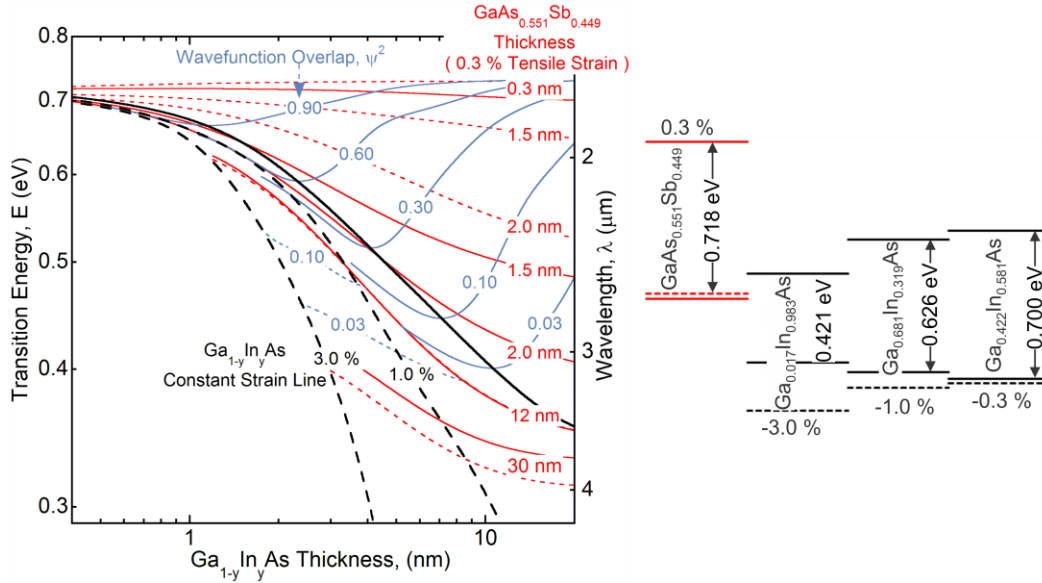 GaAs0.551Sb0.449
Thickness
( 0.3 % Tensile Strain )
Wavefunction Overlap, ψ²
0.8
0.7
0.6
0.5
0.4
0.3
Transition Energy, E (eV)
0.90
0.60
0.30
0.10
0.03
0.10
0.03
0.3 nm
1.5 nm
2.0 nm
1.5 nm
2.0 nm
12 nm
30 nm
Ga1-yInyAs
Constant Strain Line
3.0 %
1.0 %
2
3
4
Wavelength, λ (μm)
1
10
Ga1-yInyAs Thickness, (nm)
0.3 %
GaAs0.551Sb0.449
0.718 eV
Ga0.017In0.983As
0.421 eV
-3.0 %
Ga0.681In0.319As
0.626 eV
-1.0 %
Ga0.422In0.581As
0.700 eV
-0.3 %